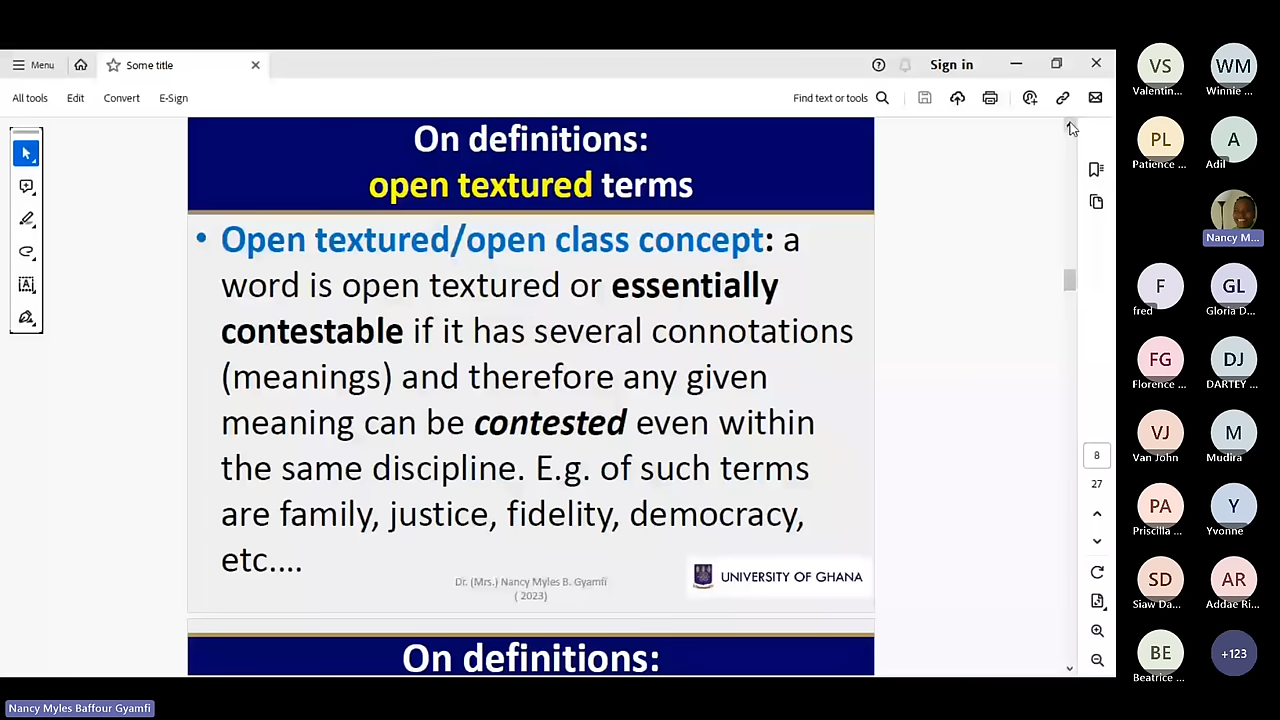 Menu
Some title
Sign in
All tools
Edit
Convert
E-Sign
Find text or tools
On definitions:
open textured terms
• Open textured/open class concept: a
word is open textured or essentially
contestable if it has several connotations
(meanings) and therefore any given
meaning can be contested even within
the same discipline. E.g. of such terms
are family, justice, fidelity, democracy,
etc....
Dr. (Mrs.) Nancy Myles B. Gyamfi
( 2023)
UNIVERSITY OF GHANA
On definitions:
8
27
VS
Valentin...
WM
Winnie ...
PL
Patience ...
A
Adil
Nancy M...
F
fred
GL
Gloria D...
FG
Florence ...
DJ
DARTEY ...
VJ
Van John
M
Mudira
PA
Priscilla ...
Y
Yvonne
SD
Siaw Da...
AR
Addae Ri...
BE
Beatrice ...
+123
Nancy Myles Baffour Gyamfi